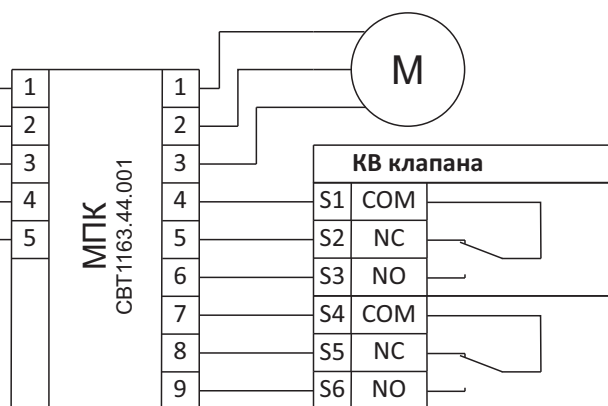 M
1 1
2 2
3 3
КВ клапана
4 4 S1 COM
5 5 S2 NC
6 S3 NO
7 S4 COM
8 S5 NC
9 S6 NO
МПК
СВТ1163.44.001